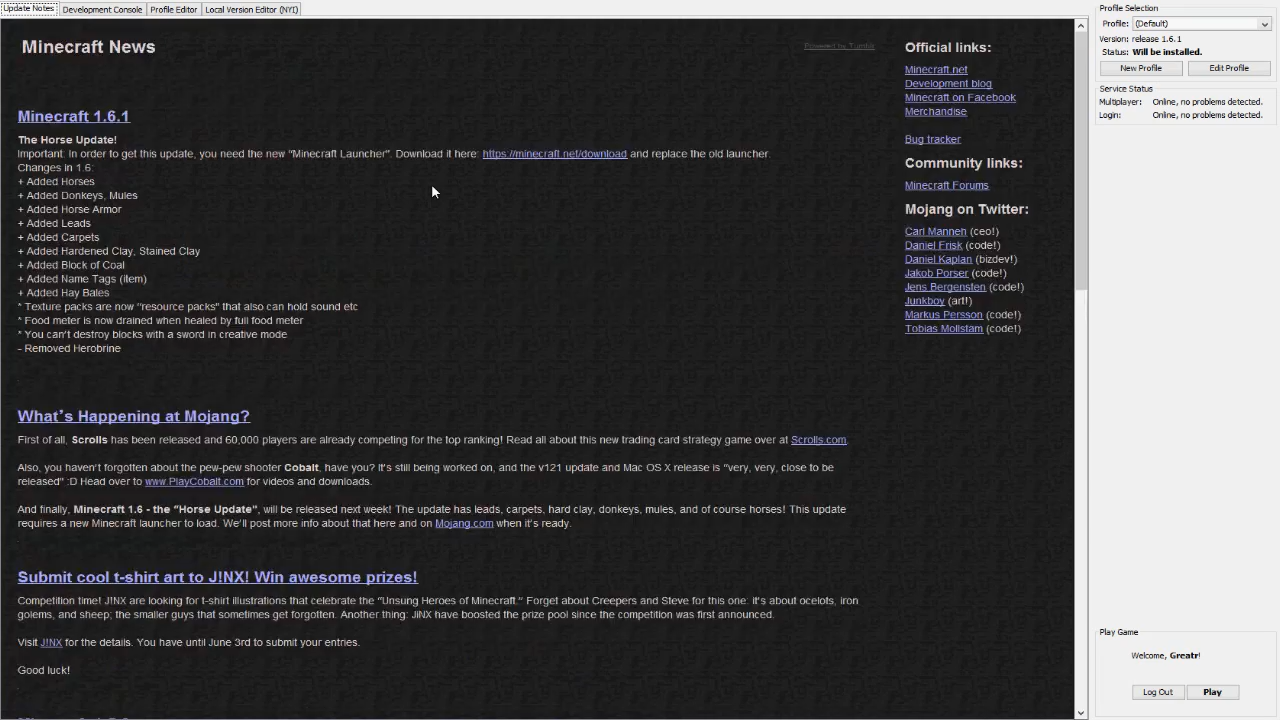 Update Notes
Development Console
Profile Editor
Local Version Editor (NYI)
Minecraft News
Powered by Tumblr
Minecraft 1.6.1
The Horse Update!
Important: In order to get this update, you need the new "Minecraft Launcher". Download it here: https://minecraft.net/download and replace the old launcher.
Changes in 1.6:
+ Added Horses
+ Added Donkeys, Mules
+ Added Horse Armor
+ Added Leads
+ Added Carpets
+ Added Hardened Clay, Stained Clay
+ Added Block of Coal
+ Added Name Tags (item)
+ Added Hay Bales
* Texture packs are now "resource packs" that also can hold sound etc
* Food meter is now drained when healed by full food meter
* You can't destroy blocks with a sword in creative mode
- Removed Herobrine
What's Happening at Mojang?
First of all, Scrolls has been released and 60,000 players are already competing for the top ranking! Read all about this new trading card strategy game over at Scrolls.com.
Also, you haven't forgotten about the pew-pew shooter Cobalt, have you? It's still being worked on, and the v121 update and Mac OS X release is "very, very, close to be
released" :D Head over to www.PlayCobalt.com for videos and downloads.
And finally, Minecraft 1.6 - the "Horse Update", will be released next week! The update has leads, carpets, hard clay, donkeys, mules, and of course horses! This update
requires a new Minecraft launcher to load. We'll post more info about that here and on Mojang.com when it's ready.
Submit cool t-shirt art to J!NX! Win awesome prizes!
Competition time! J!NX are looking for t-shirt illustrations that celebrate the "Unsung Heroes of Minecraft." Forget about Creepers and Steve for this one: it's about ocelots, iron
golems, and sheep; the smaller guys that sometimes get forgotten. Another thing: JINX have boosted the prize pool since the competition was first announced.
Visit J!NX for the details. You have until June 3rd to submit your entries.
Good luck!
Official links:
Minecraft.net
Development blog
Minecraft on Facebook
Merchandise
Bug tracker
Community links:
Minecraft Forums
Mojang on Twitter:
Carl Manneh (ceo!)
Daniel Frisk (code!)
Daniel Kaplan (bizdev!)
Jakob Porser (code!)
Jens Bergensten (code!)
Junkboy (art!)
Markus Persson (code!)
Tobias Mollstam (code!)
Profile Selection
Profile: (Default)
Version: release 1.6.1
Status: Will be installed.
New Profile
Edit Profile
Service Status
Multiplayer: Online, no problems detected.
Login: Online, no problems detected.
Play Game
Welcome, Greatr!
Log Out
Play